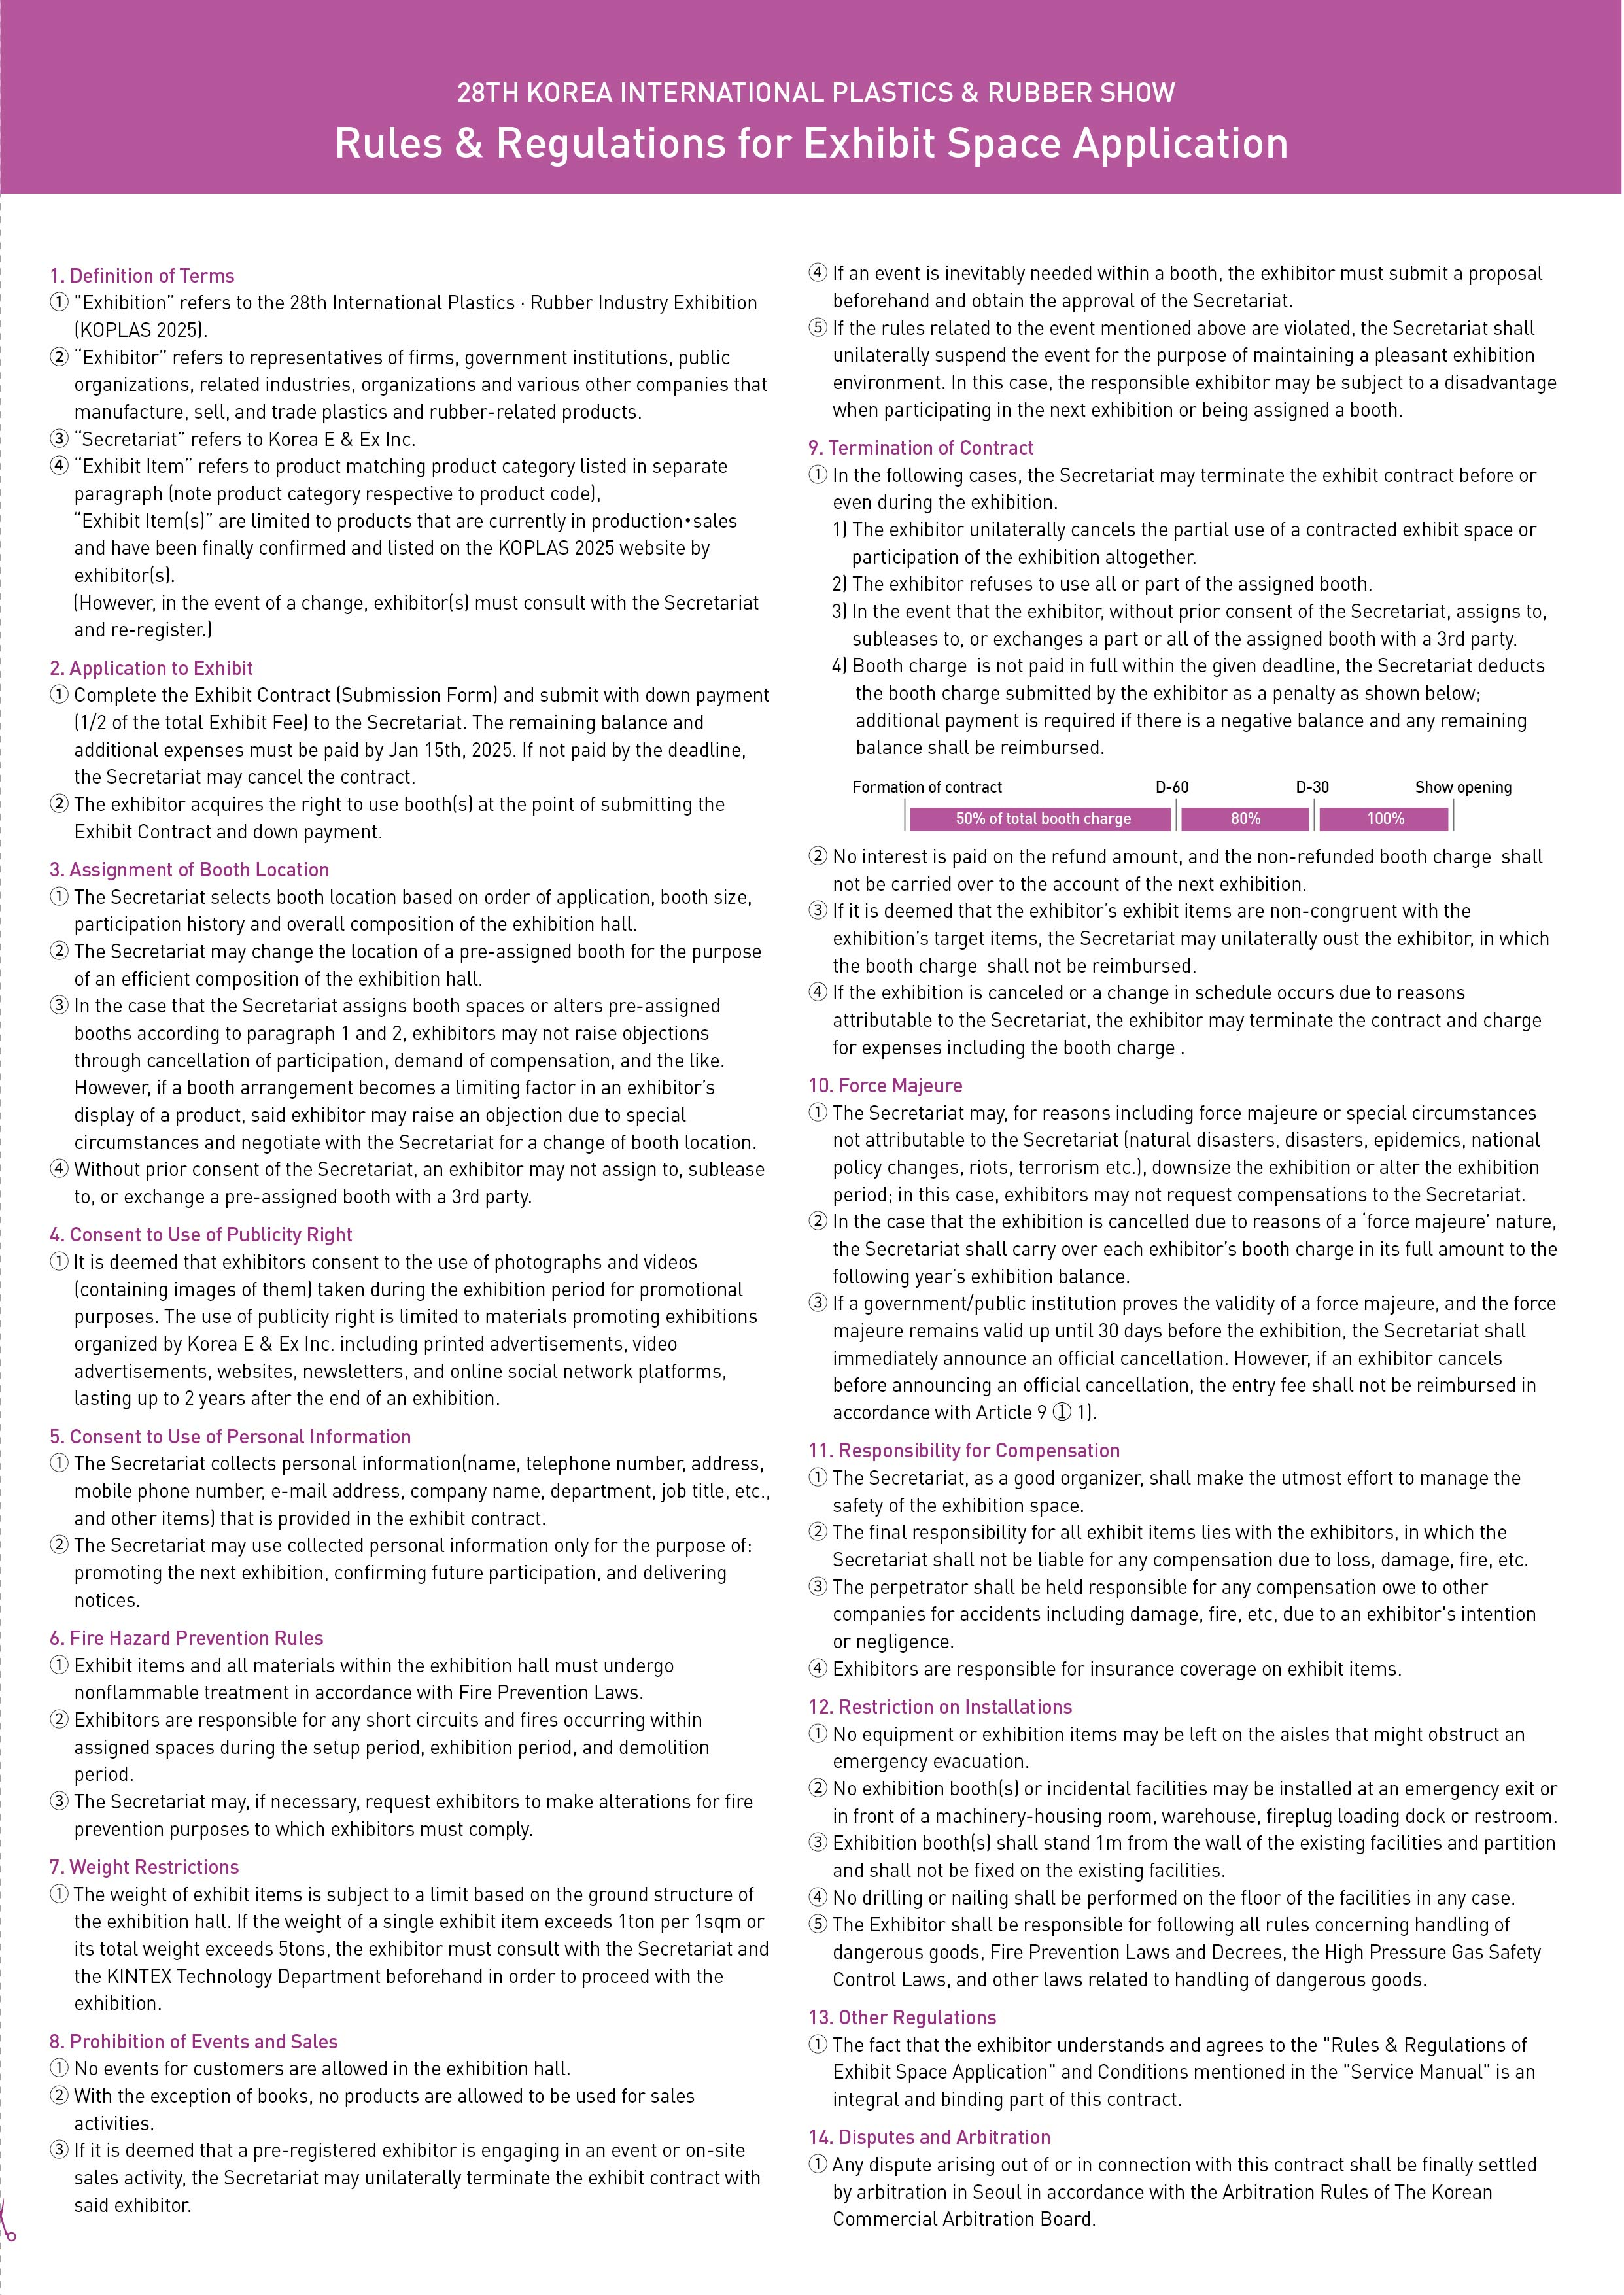 28TH KOREA INTERNATIONAL PLASTICS & RUBBER SHOW
Rules & Regulations for Exhibit Space Application
1. Definition of Terms
① "Exhibition” refers to the 28th International Plastics · Rubber Industry Exhibition
(KOPLAS 2025).
② “Exhibitor” refers to representatives of firms, government institutions, public
organizations, related industries, organizations and various other companies that
manufacture, sell, and trade plastics and rubber-related products.
③ “Secretariat” refers to Korea E & Ex Inc.
④ “Exhibit Item” refers to product matching product category listed in separate
paragraph (note product category respective to product code),
“Exhibit Item(s)” are limited to products that are currently in production•sales
and have been finally confirmed and listed on the KOPLAS 2025 website by
exhibitor(s).
(However, in the event of a change, exhibitor(s) must consult with the Secretariat
and re-register.)
2. Application to Exhibit
① Complete the Exhibit Contract (Submission Form) and submit with down payment
(1/2 of the total Exhibit Fee) to the Secretariat. The remaining balance and
additional expenses must be paid by Jan 15th, 2025. If not paid by the deadline,
the Secretariat may cancel the contract.
② The exhibitor acquires the right to use booth(s) at the point of submitting the
Exhibit Contract and down payment.
3. Assignment of Booth Location
① The Secretariat selects booth location based on order of application, booth size,
participation history and overall composition of the exhibition hall.
② The Secretariat may change the location of a pre-assigned booth for the purpose
of an efficient composition of the exhibition hall.
③ In the case that the Secretariat assigns booth spaces or alters pre-assigned
booths according to paragraph 1 and 2, exhibitors may not raise objections
through cancellation of participation, demand of compensation, and the like.
However, if a booth arrangement becomes a limiting factor in an exhibitor’s
display of a product, said exhibitor may raise an objection due to special
circumstances and negotiate with the Secretariat for a change of booth location.
④ Without prior consent of the Secretariat, an exhibitor may not assign to, sublease
to, or exchange a pre-assigned booth with a 3rd party.
4. Consent to Use of Publicity Right
① It is deemed that exhibitors consent to the use of photographs and videos
(containing images of them) taken during the exhibition period for promotional
purposes. The use of publicity right is limited to materials promoting exhibitions
organized by Korea E & Ex Inc. including printed advertisements, video
advertisements, websites, newsletters, and online social network platforms,
lasting up to 2 years after the end of an exhibition.
5. Consent to Use of Personal Information
① The Secretariat collects personal information(name, telephone number, address,
mobile phone number, e-mail address, company name, department, job title, etc.,
and other items) that is provided in the exhibit contract.
② The Secretariat may use collected personal information only for the purpose of:
promoting the next exhibition, confirming future participation, and delivering
notices.
6. Fire Hazard Prevention Rules
① Exhibit items and all materials within the exhibition hall must undergo
nonflammable treatment in accordance with Fire Prevention Laws.
② Exhibitors are responsible for any short circuits and fires occurring within
assigned spaces during the setup period, exhibition period, and demolition
period.
③ The Secretariat may, if necessary, request exhibitors to make alterations for fire
prevention purposes to which exhibitors must comply.
7. Weight Restrictions
① The weight of exhibit items is subject to a limit based on the ground structure of
the exhibition hall. If the weight of a single exhibit item exceeds 1ton per 1sqm or
its total weight exceeds 5tons, the exhibitor must consult with the Secretariat and
the KINTEX Technology Department beforehand in order to proceed with the
exhibition.
8. Prohibition of Events and Sales
① No events for customers are allowed in the exhibition hall.
② With the exception of books, no products are allowed to be used for sales
activities.
③ If it is deemed that a pre-registered exhibitor is engaging in an event or on-site
sales activity, the Secretariat may unilaterally terminate the exhibit contract with
said exhibitor.
④ If an event is inevitably needed within a booth, the exhibitor must submit a proposal
beforehand and obtain the approval of the Secretariat.
⑤ If the rules related to the event mentioned above are violated, the Secretariat shall
unilaterally suspend the event for the purpose of maintaining a pleasant exhibition
environment. In this case, the responsible exhibitor may be subject to a disadvantage
when participating in the next exhibition or being assigned a booth.
9. Termination of Contract
① In the following cases, the Secretariat may terminate the exhibit contract before or
even during the exhibition.
1) The exhibitor unilaterally cancels the partial use of a contracted exhibit space or
participation of the exhibition altogether.
2) The exhibitor refuses to use all or part of the assigned booth.
3) In the event that the exhibitor, without prior consent of the Secretariat, assigns to,
subleases to, or exchanges a part or all of the assigned booth with a 3rd party.
4) Booth charge is not paid in full within the given deadline, the Secretariat deducts
the booth charge submitted by the exhibitor as a penalty as shown below;
additional payment is required if there is a negative balance and any remaining
balance shall be reimbursed.
Formation of contract D-60 D-30 Show opening
50% of total booth charge 80% 100%
② No interest is paid on the refund amount, and the non-refunded booth charge shall
not be carried over to the account of the next exhibition.
③ If it is deemed that the exhibitor’s exhibit items are non-congruent with the
exhibition’s target items, the Secretariat may unilaterally oust the exhibitor, in which
the booth charge shall not be reimbursed.
④ If the exhibition is canceled or a change in schedule occurs due to reasons
attributable to the Secretariat, the exhibitor may terminate the contract and charge
for expenses including the booth charge .
10. Force Majeure
① The Secretariat may, for reasons including force majeure or special circumstances
not attributable to the Secretariat (natural disasters, disasters, epidemics, national
policy changes, riots, terrorism etc.), downsize the exhibition or alter the exhibition
period; in this case, exhibitors may not request compensations to the Secretariat.
② In the case that the exhibition is cancelled due to reasons of a ‘force majeure’ nature,
the Secretariat shall carry over each exhibitor’s booth charge in its full amount to the
following year’s exhibition balance.
③ If a government/public institution proves the validity of a force majeure, and the force
majeure remains valid up until 30 days before the exhibition, the Secretariat shall
immediately announce an official cancellation. However, if an exhibitor cancels
before announcing an official cancellation, the entry fee shall not be reimbursed in
accordance with Article 9 ① 1).
11. Responsibility for Compensation
① The Secretariat, as a good organizer, shall make the utmost effort to manage the
safety of the exhibition space.
② The final responsibility for all exhibit items lies with the exhibitors, in which the
Secretariat shall not be liable for any compensation due to loss, damage, fire, etc.
③ The perpetrator shall be held responsible for any compensation owe to other
companies for accidents including damage, fire, etc, due to an exhibitor's intention
or negligence.
④ Exhibitors are responsible for insurance coverage on exhibit items.
12. Restriction on Installations
① No equipment or exhibition items may be left on the aisles that might obstruct an
emergency evacuation.
② No exhibition booth(s) or incidental facilities may be installed at an emergency exit or
in front of a machinery-housing room, warehouse, fireplug loading dock or restroom.
③ Exhibition booth(s) shall stand 1m from the wall of the existing facilities and partition
and shall not be fixed on the existing facilities.
④ No drilling or nailing shall be performed on the floor of the facilities in any case.
⑤ The Exhibitor shall be responsible for following all rules concerning handling of
dangerous goods, Fire Prevention Laws and Decrees, the High Pressure Gas Safety
Control Laws, and other laws related to handling of dangerous goods.
13. Other Regulations
① The fact that the exhibitor understands and agrees to the "Rules & Regulations of
Exhibit Space Application" and Conditions mentioned in the "Service Manual" is an
integral and binding part of this contract.
14. Disputes and Arbitration
① Any dispute arising out of or in connection with this contract shall be finally settled
by arbitration in Seoul in accordance with the Arbitration Rules of The Korean
Commercial Arbitration Board.